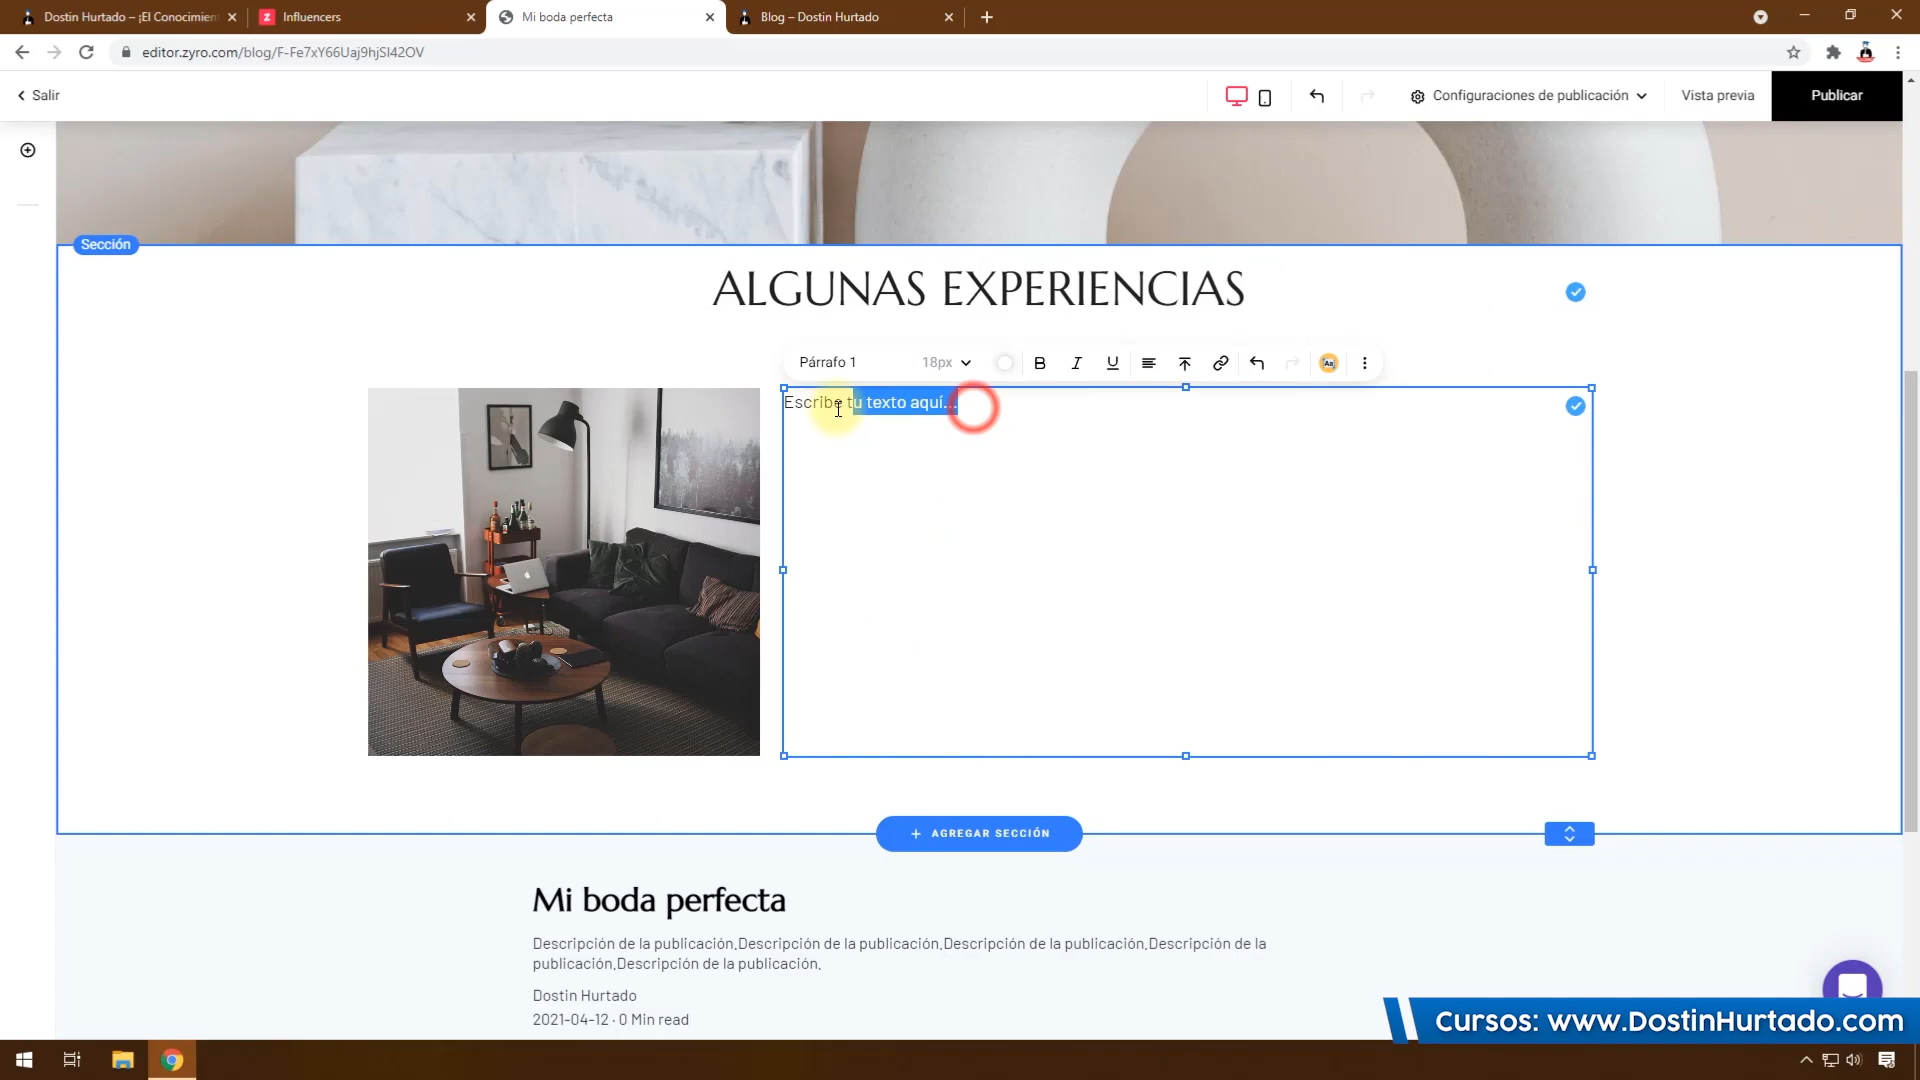 Dostin Hurtado – ¡El Conocimien
Influencers
Mi boda perfecta
Blog – Dostin Hurtado
editor.zyro.com/blog/F-Fe7xY66Uaj9hjSl42OV
Salir
Configuraciones de publicación
Vista previa
Publicar
Sección
ALGUNAS EXPERIENCIAS
Párrafo 1
18px
B I U
Escribe tu texto aquí...
+ AGREGAR SECCIÓN
Mi boda perfecta
Descripción de la publicación.Descripción de la publicación.Descripción de la publicación.Descripción de la
publicación.Descripción de la publicación.
Dostin Hurtado
2021-04-12 · 0 Min read
Cursos: www.DostinHurtado.com